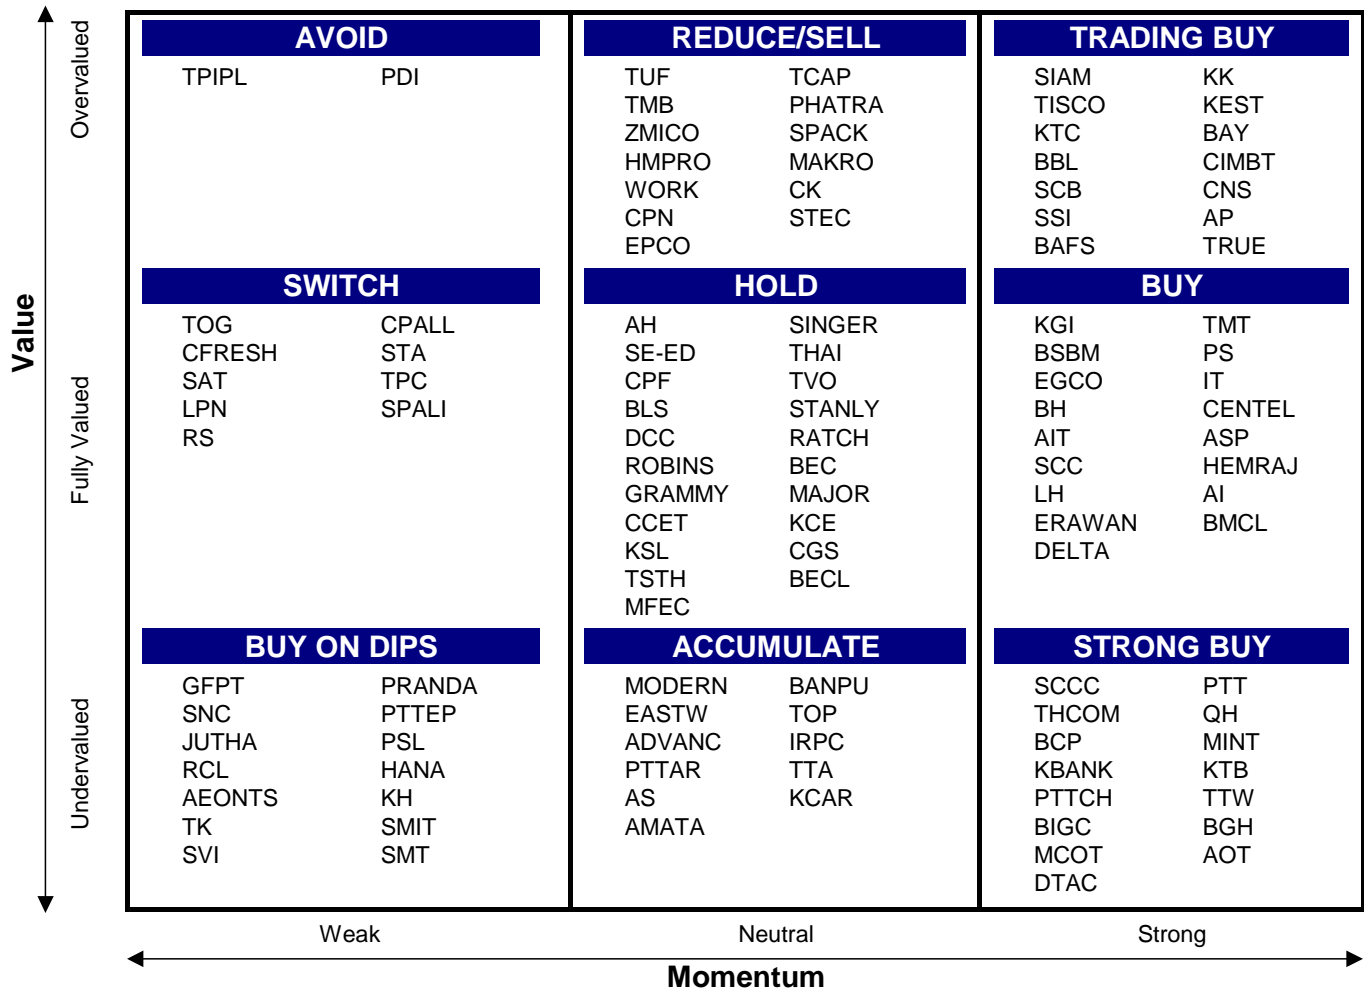 AVOID REDUCE/SELL TRADING BUY
TPIPL PDI TUF TCAP SIAM KK
TMB PHATRA TISCO KEST
ZMICO SPACK KTC BAY
HMPRO MAKRO BBL CIMBT
WORK CK SCB CNS
CPN STEC SSI AP
EPCO BAFS TRUE
Overvalued
SWITCH HOLD BUY
TOG CPALL AH SINGER KGI TMT
CFRESH STA SE-ED THAI BSBM PS
SAT TPC CPF TVO EGCO IT
LPN SPALI BLS STANLY BH CENTEL
RS DCC RATCH AIT ASP
ROBINS BEC SCC HEMRAJ
GRAMMY MAJOR LH AI
CCET KCE ERAWAN BMCL
KSL CGS DELTA
TSTH BECL
MFEC
Value
Fully Valued
BUY ON DIPS ACCUMULATE STRONG BUY
GFPT PRANDA MODERN BANPU SCCC PTT
SNC PTTEP EASTW TOP THCOM QH
JUTHA PSL ADVANC IRPC BCP MINT
RCL HANA PTTAR TTA KBANK KTB
AEONTS KH AS KCAR PTTCH TTW
TK SMIT AMATA BIGC BGH
SVI SMT MCOT AOT
DTAC
Undervalued
Weak Neutral Strong
Momentum